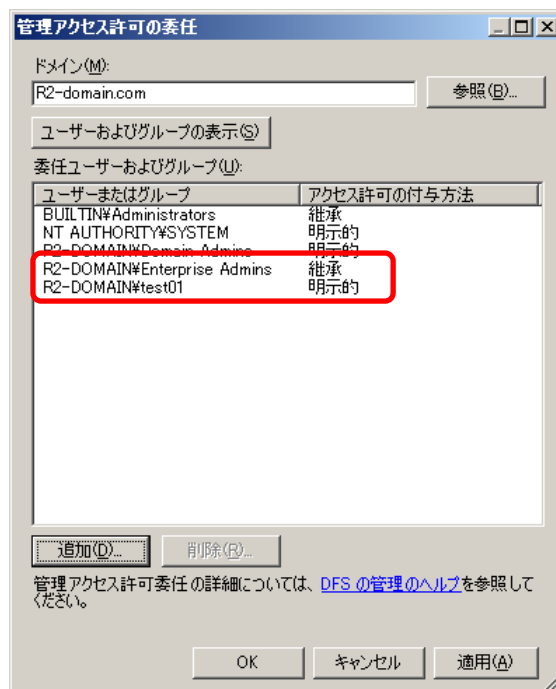 管理アクセス許可の委任
ドメイン(M):
R2-domain.com
参照(B)...
ユーザーおよびグループの表示(S)
委任ユーザーおよびグループ(U):
ユーザーまたはグループ アクセス許可の付与方法
BUILTIN¥Administrators 継承
NT AUTHORITY¥SYSTEM 明示的
R2-DOMAIN¥Domain Admins 明示的
R2-DOMAIN¥Enterprise Admins 継承
R2-DOMAIN¥test01 明示的
追加(D)... 削除(R)...
管理アクセス許可委任の詳細については、DFS の管理のヘルプを参照して
ください。
OK キャンセル 適用(A)